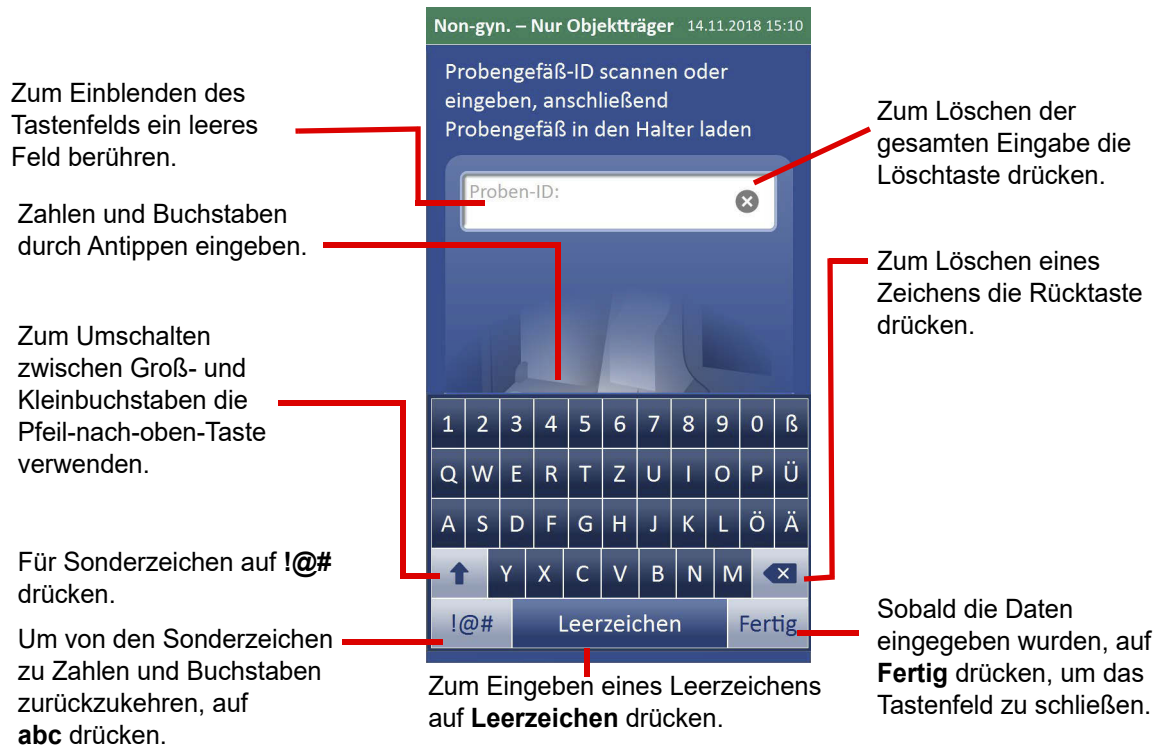 Non-gyn. – Nur Objektträger 14.11.2018 15:10
Probengefäß-ID scannen oder
eingeben, anschließend
Probengefäß in den Halter laden
Proben-ID:
Zum Einblenden des
Tastenfelds ein leeres
Feld berühren.
Zahlen und Buchstaben
durch Antippen eingeben.
Zum Umschalten
zwischen Groß- und
Kleinbuchstaben die
Pfeil-nach-oben-Taste
verwenden.
Für Sonderzeichen auf !@#
drücken.
Um von den Sonderzeichen
zu Zahlen und Buchstaben
zurückzukehren, auf
abc drücken.
1 2 3 4 5 6 7 8 9 0 ß
Q W E R T Z U I O P Ü
A S D F G H J K L Ö Ä
Y X C V B N M
!@# Leerzeichen Fertig
Zum Eingeben eines Leerzeichens
auf Leerzeichen drücken.
Zum Löschen der
gesamten Eingabe die
Löschtaste drücken.
Zum Löschen eines
Zeichens die Rücktaste
drücken.
Sobald die Daten
eingegeben wurden, auf
Fertig drücken, um das
Tastenfeld zu schließen.